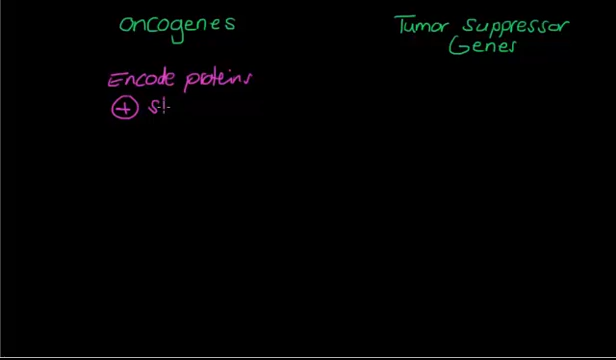 oncogenes
Tumor suppressor
Genes
Encode proteins
+